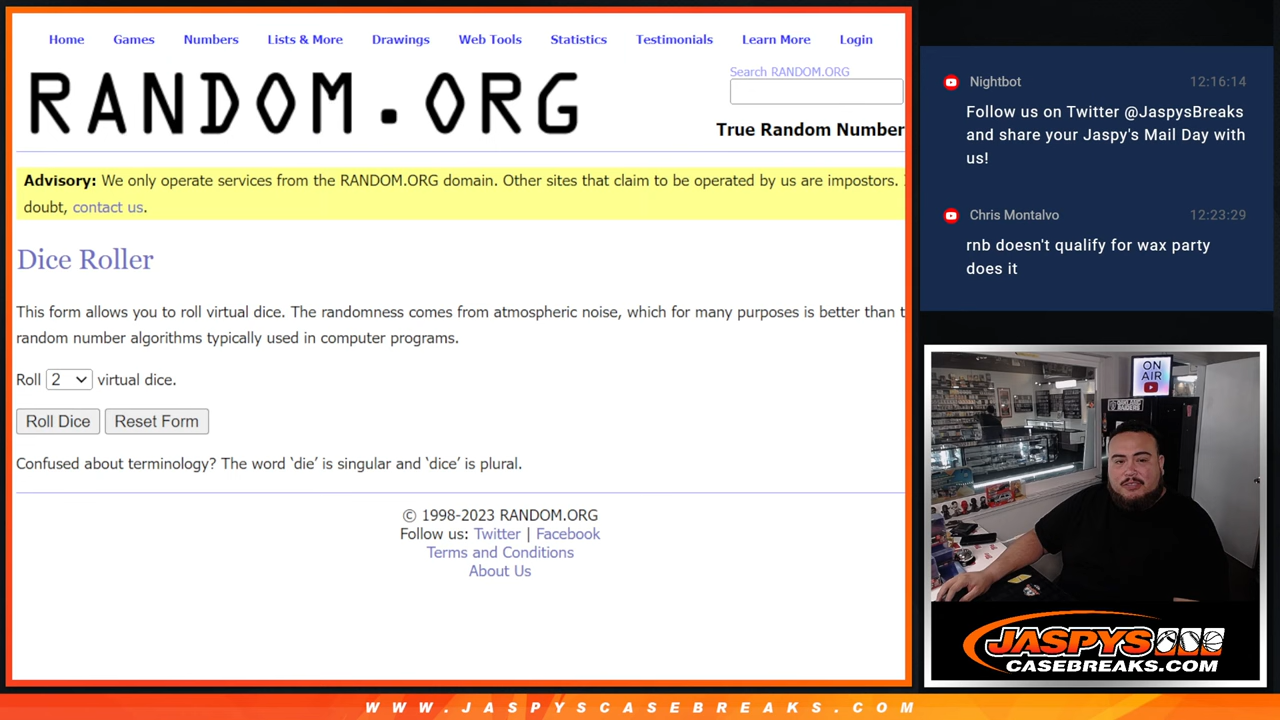 Home Games Numbers Lists & More Drawings Web Tools Statistics Testimonials Learn More Login
RANDOM.ORG
Search RANDOM.ORG
True Random Number
Advisory: We only operate services from the RANDOM.ORG domain. Other sites that claim to be operated by us are impostors.
doubt, contact us.
Dice Roller
This form allows you to roll virtual dice. The randomness comes from atmospheric noise, which for many purposes is better than t
random number algorithms typically used in computer programs.
Roll 2 virtual dice.
Roll Dice Reset Form
Confused about terminology? The word ‘die’ is singular and ‘dice’ is plural.
© 1998-2023 RANDOM.ORG
Follow us: Twitter | Facebook
Terms and Conditions
About Us
Nightbot 12:16:14
Follow us on Twitter @JaspysBreaks
and share your Jaspy's Mail Day with
us!
Chris Montalvo 12:23:29
rnb doesn't qualify for wax party
does it
ON
AIR
RAIDERS
JASPYS
CASEBREAKS.COM
WWW.JASPYSCASEBREAKS.COM